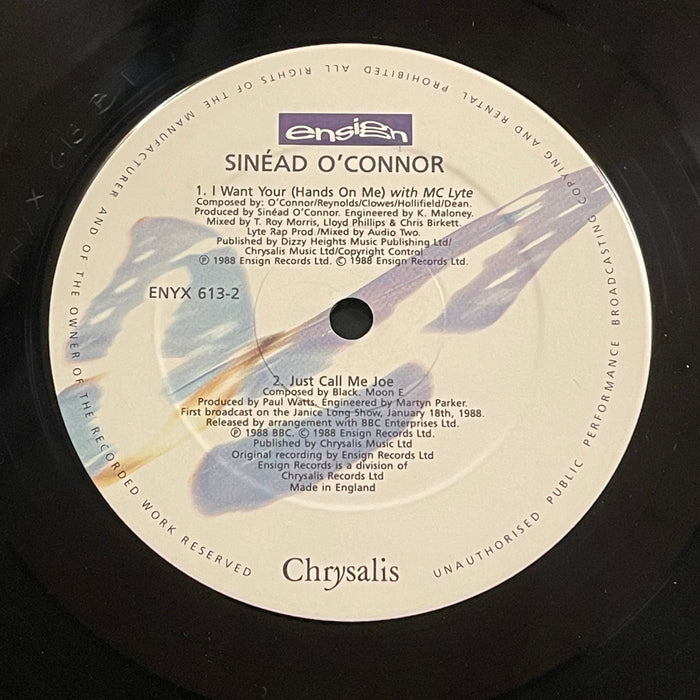 ensign
SINÉAD O'CONNOR
1. I Want Your (Hands On Me) with MC Lyte
Composed by: O'Connor/Reynolds/Clowes/Hollifield/Dean.
Produced by Sinéad O'Connor. Engineered by K. Maloney.
Mixed by T. Roy Morris, Lloyd Phillips & Chris Birkett.
Lyte Rap Prod./Mixed by Audio Two.
Published by Dizzy Heights Music Publishing Ltd/
Chrysalis Music Ltd/Copyright Control
℗ 1988 Ensign Records Ltd. © 1988 Ensign Records Ltd.
ENYX 613-2
2. Just Call Me Joe
Composed by Black. Moon E.
Produced by Paul Watts. Engineered by Martyn Parker.
First broadcast on the Janice Long Show, January 18th, 1988.
Released by arrangement with BBC Enterprises Ltd.
℗ 1988 BBC. © 1988 Ensign Records Ltd.
Published by Chrysalis Music Ltd
Original recording by Ensign Records Ltd
Ensign Records is a division of
Chrysalis Records Ltd
Made in England
Chrysalis
ALL RIGHTS OF THE MANUFACTURER AND OF THE OWNER OF THE RECORDED WORK RESERVED
UNAUTHORISED PUBLIC PERFORMANCE BROADCASTING COPYING AND RENTAL PROHIBITED